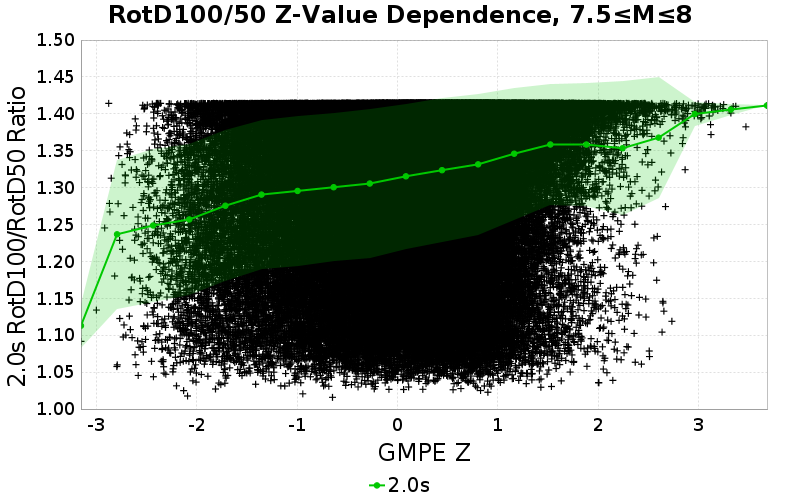 RotD100/50 Z-Value Dependence, 7.5≤M≤8
2.0s RotD100/RotD50 Ratio
1.50
1.45
1.40
1.35
1.30
1.25
1.20
1.15
1.10
1.05
1.00
-3 -2 -1 0 1 2 3
GMPE Z
2.0s